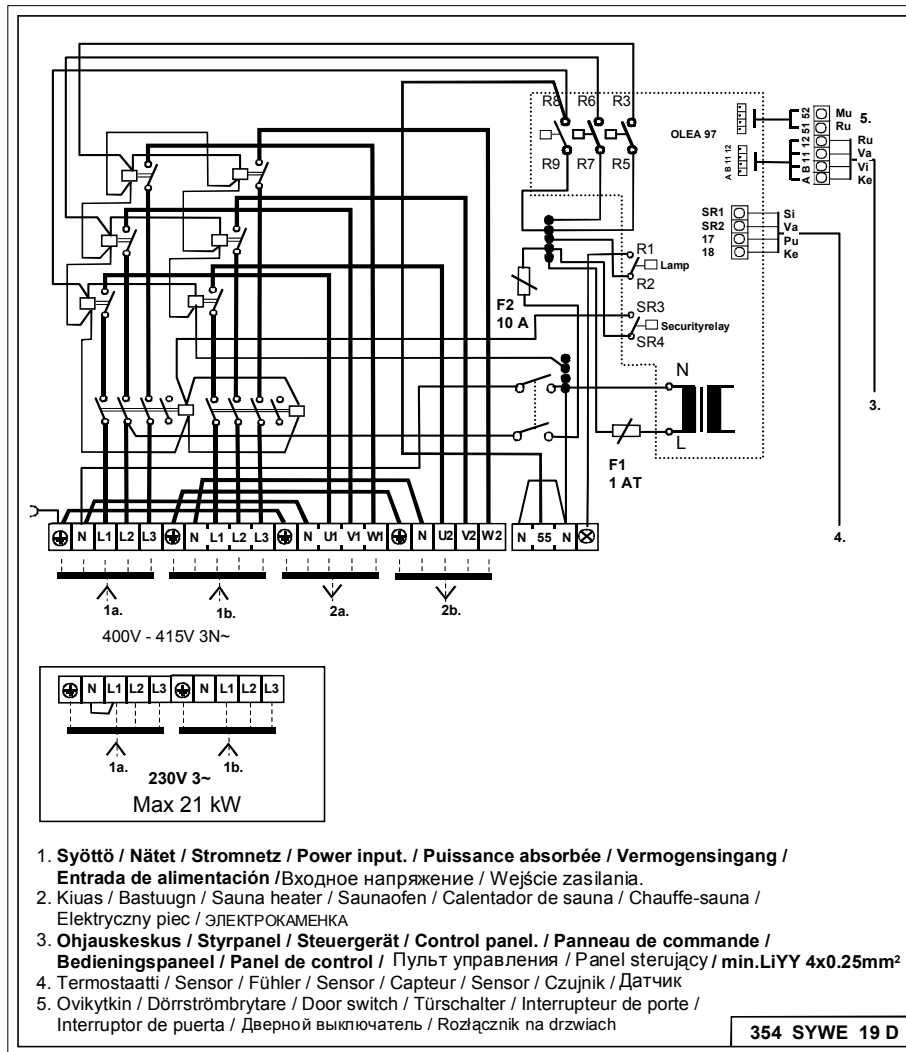 R8 R6 R3
R9 R7 R5
OLEA 97
A B 11 12
51 52
A B 11 12
Mu 5.
Ru
Ru
Va
Vi
Ke
SR1 Si
SR2 Va
17 Pu
18 Ke
R1
Lamp
R2
F2
10 A
SR3
Securityrelay
SR4
N
L
3.
F1
1 AT
4.
N L1 L2 L3 N L1 L2 L3 N U1 V1 W1 N U2 V2 W2 N 55 N
1a. 1b. 2a. 2b.
400V - 415V 3N~
N L1 L2 L3 N L1 L2 L3
1a. 1b.
230V 3~
Max 21 kW
1. Syöttö / Nätet / Stromnetz / Power input. / Puissance absorbée / Vermogensingang /
Entrada de alimentación /Входное напряжение / Wejście zasilania.
2. Kiuas / Bastuugn / Sauna heater / Saunaofen / Calentador de sauna / Chauffe-sauna /
Elektryczny piec / ЭЛЕКТРОКАМЕНКА
3. Ohjauskeskus / Styrpanel / Steuergerät / Control panel. / Panneau de commande /
Bedieningspaneel / Panel de control / Пульт управления / Panel sterujący / min.LiYY 4x0.25mm²
4. Termostaatti / Sensor / Fühler / Sensor / Capteur / Sensor / Czujnik / Датчик
5. Ovikytkin / Dörrströmbrytare / Door switch / Türschalter / Interrupteur de porte /
Interruptor de puerta / Дверной выключатель / Rozłącznik na drzwiach
354 SYWE 19 D